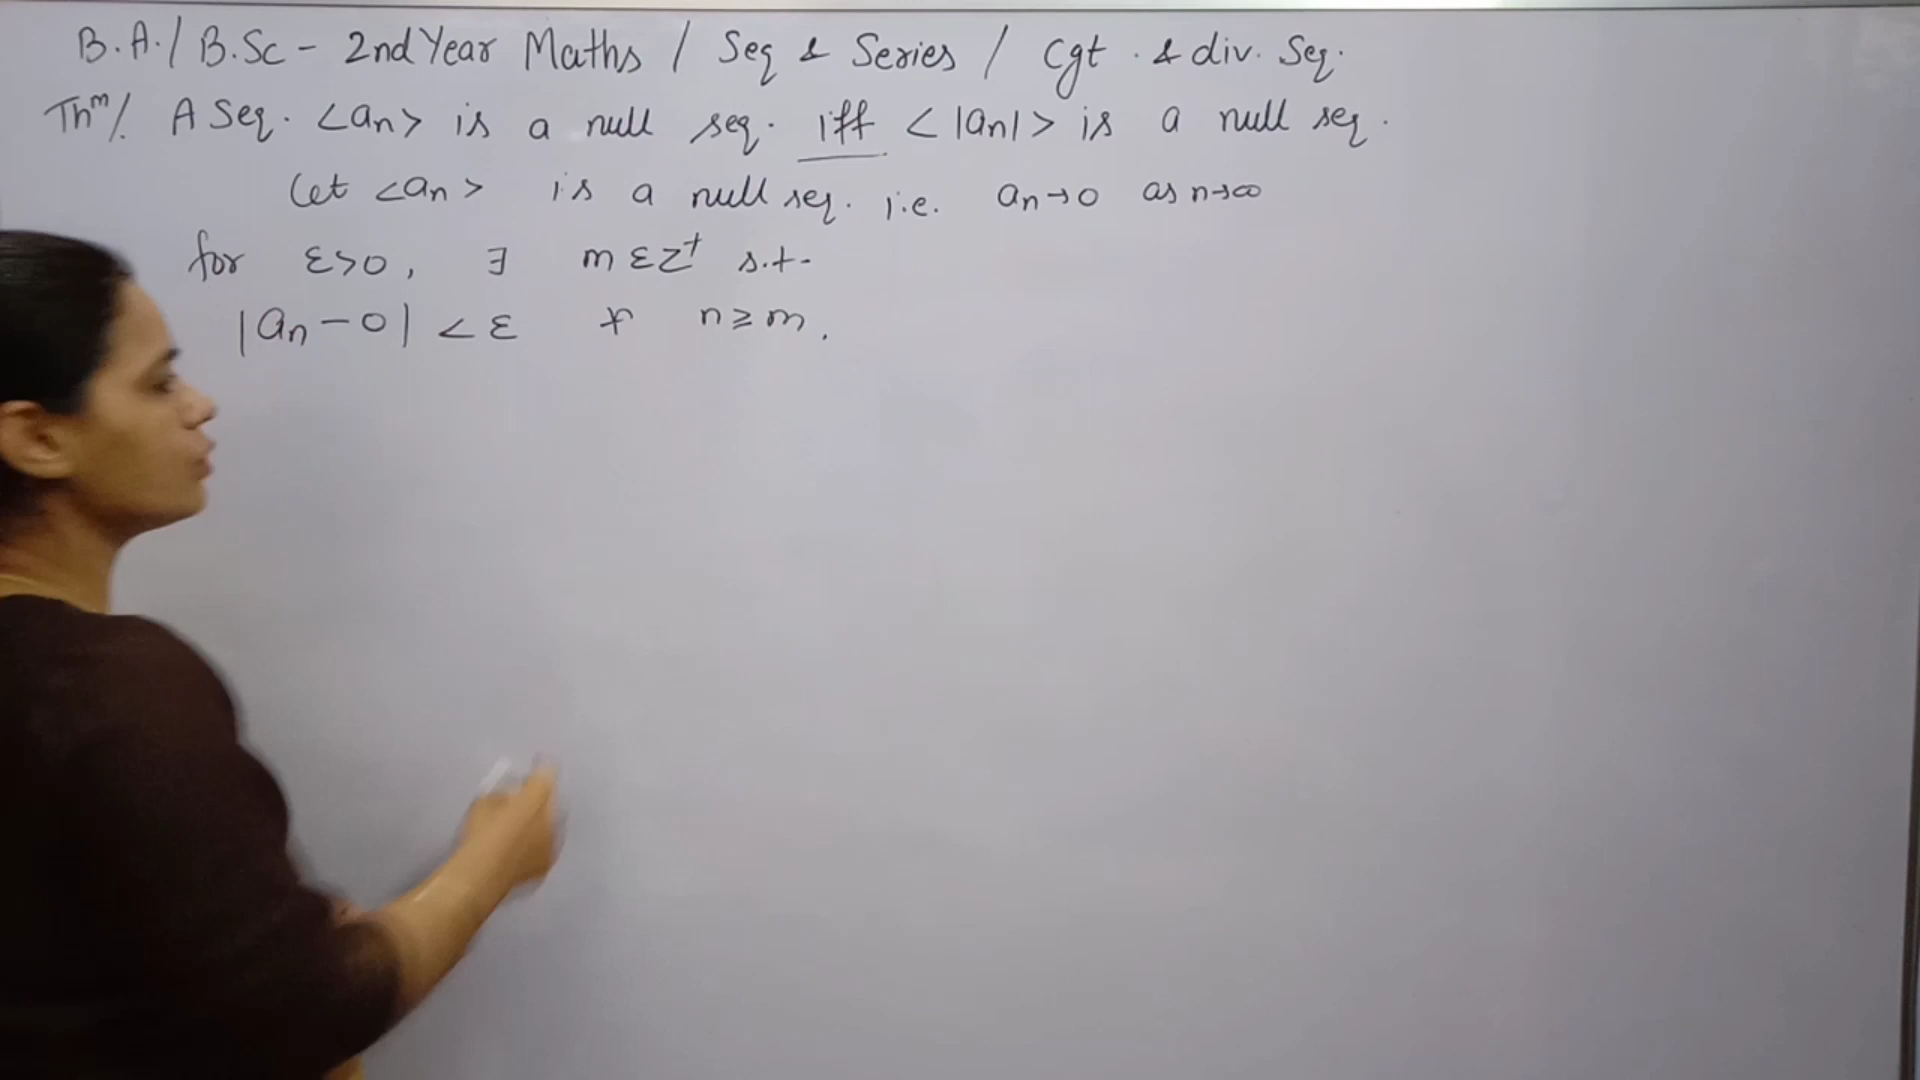 B.A./ B.Sc - 2nd Year Maths / Seq & Series / Cgt . & div. Seq.
Thᵐ/. A Seq. <an> is a null seq. iff < |an| > is a null seq.
Let <an> is a null seq. i.e. an→0 as n→∞
for ε>0, ∃ m ε Z⁺ s.t.
|an - 0| < ε ∀ n ≥ m.